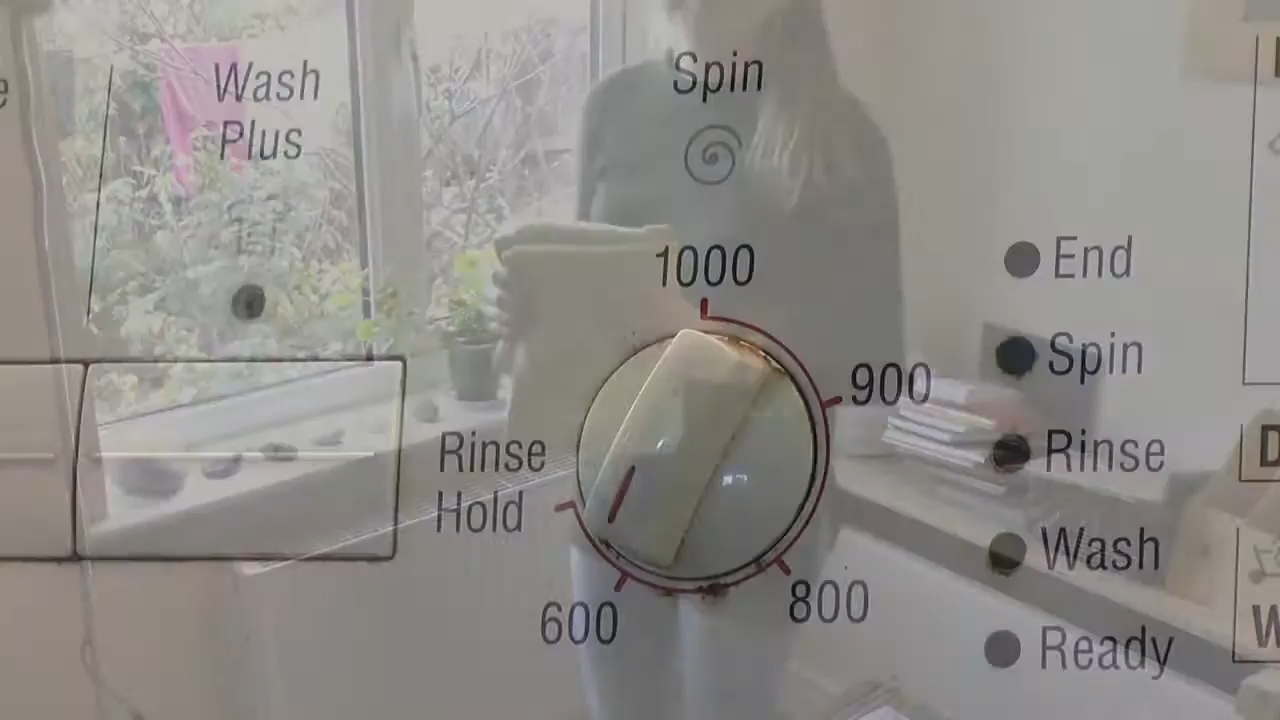 Wash
Plus
Spin
1000
900
800
600
Rinse
Hold
End
Spin
Rinse
Wash
Ready